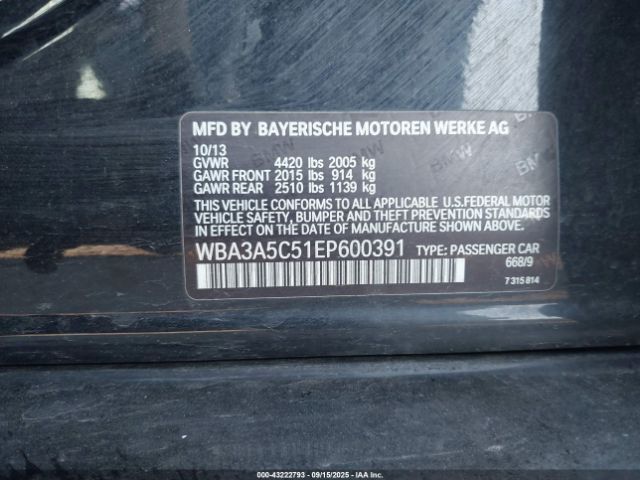 MFD BY BAYERISCHE MOTOREN WERKE AG
10/13
GVWR 4420 lbs 2005 kg
GAWR FRONT 2015 lbs 914 kg
GAWR REAR 2510 lbs 1139 kg
THIS VEHICLE CONFORMS TO ALL APPLICABLE U.S.FEDERAL MOTOR
VEHICLE SAFETY, BUMPER AND THEFT PREVENTION STANDARDS
IN EFFECT ON THE DATE OF MANUFACTURE SHOWN ABOVE.
WBA3A5C51EP600391 TYPE: PASSENGER CAR
668/9
7 315 814
00-43222793 - 09/15/2025 - IAAI.COM